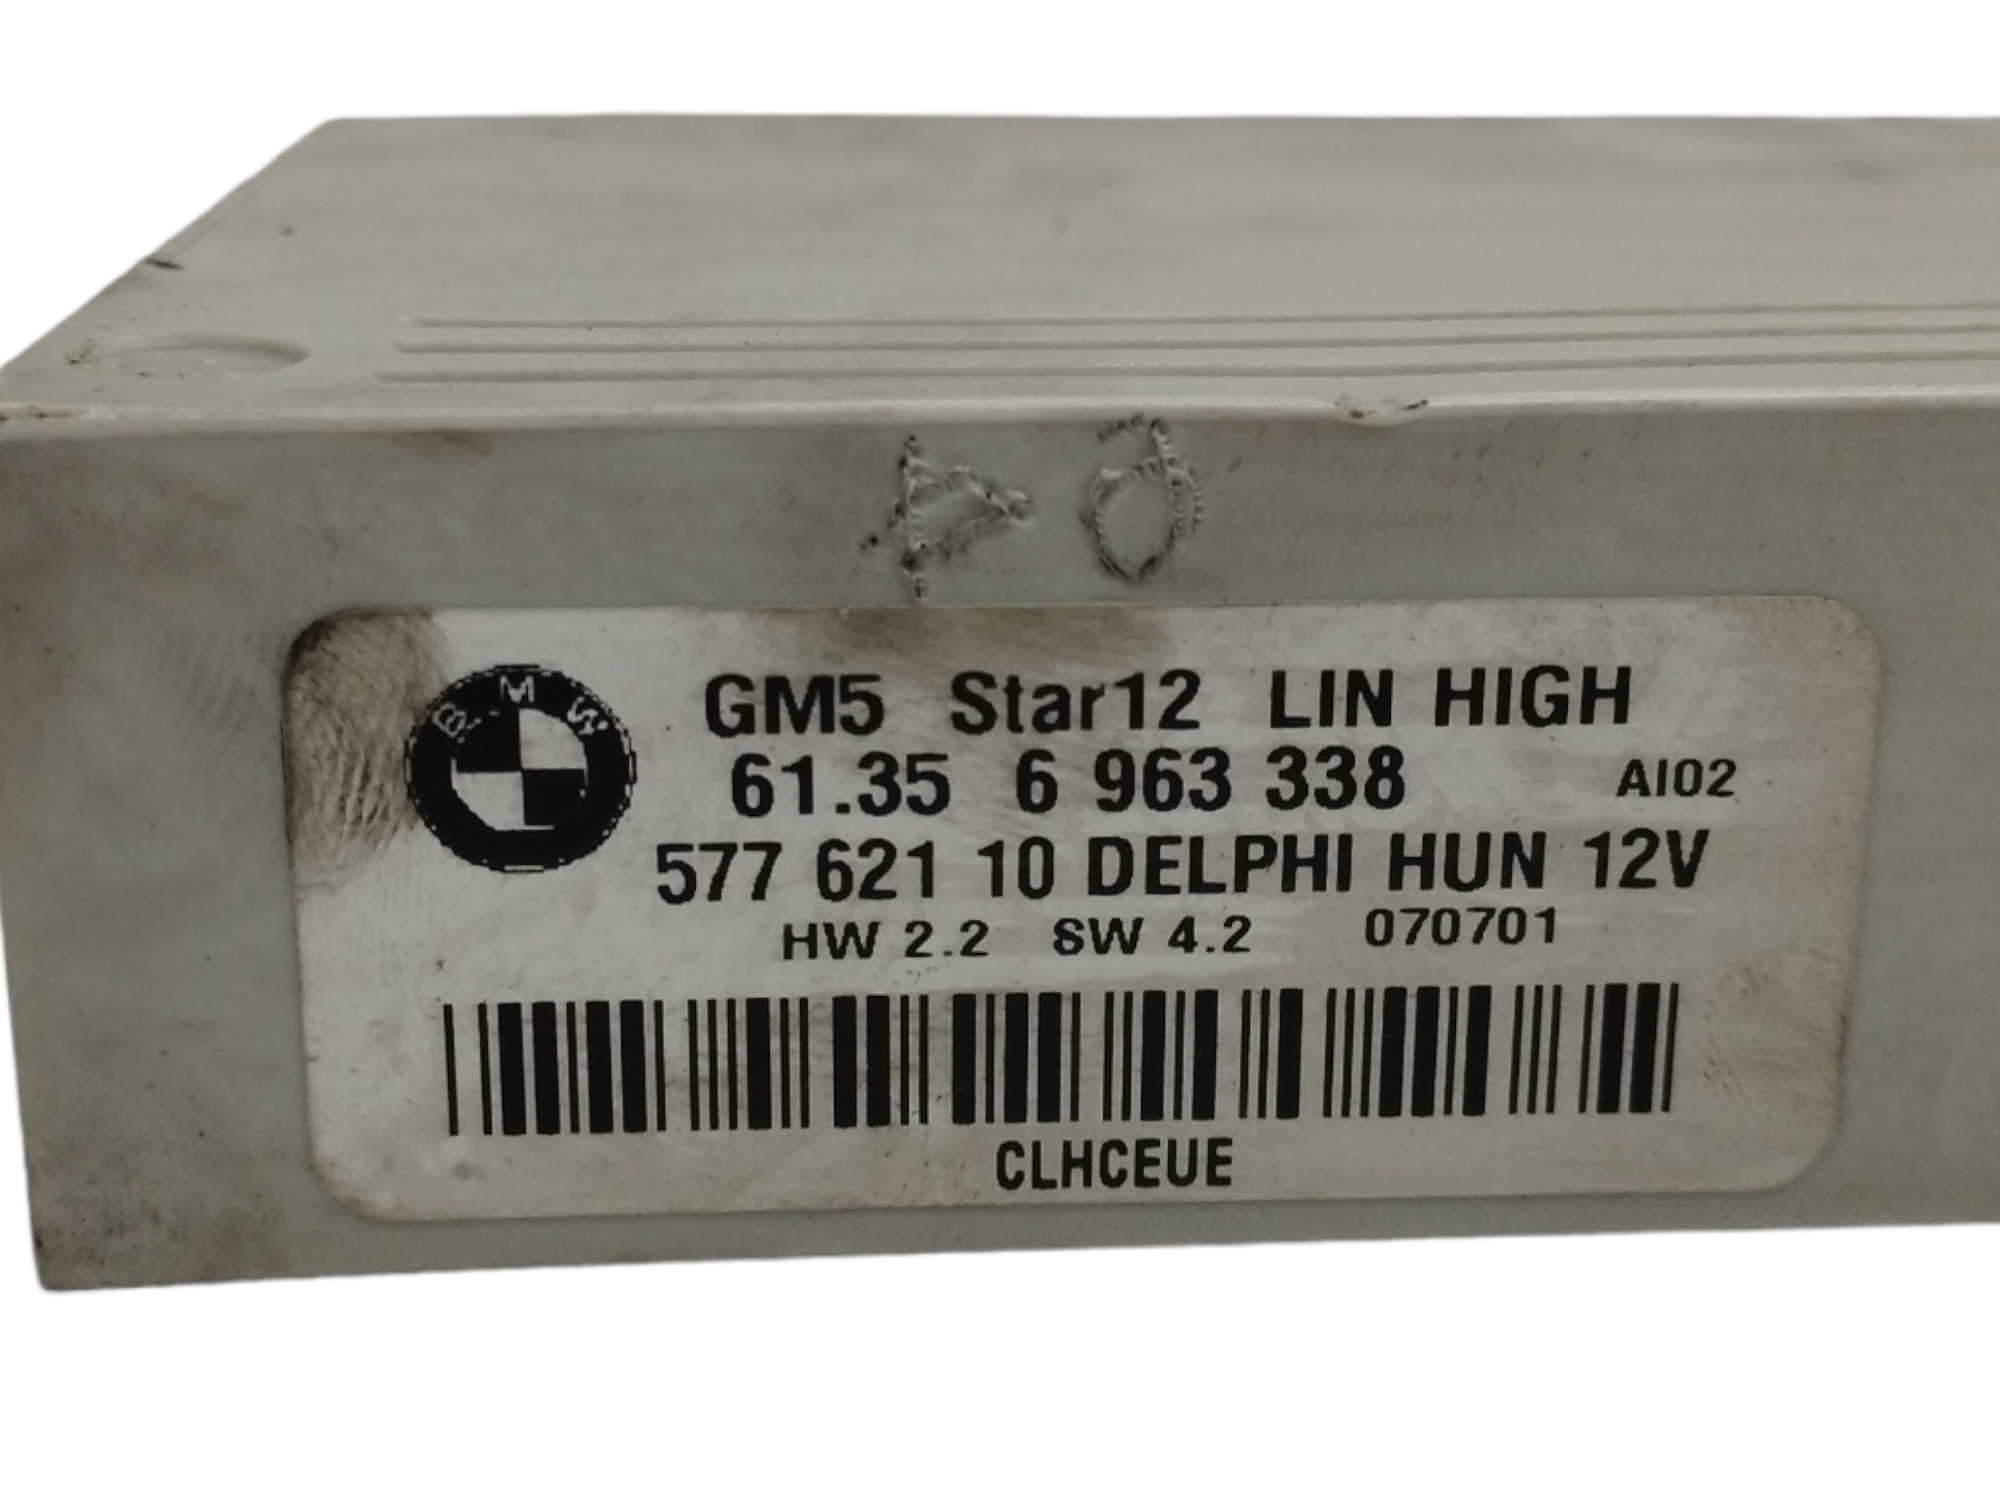 BMW
GM5 Star12 LIN HIGH
61.35 6 963 338 AI02
577 621 10 DELPHI HUN 12V
HW 2.2 SW 4.2 070701
CLHCEUE